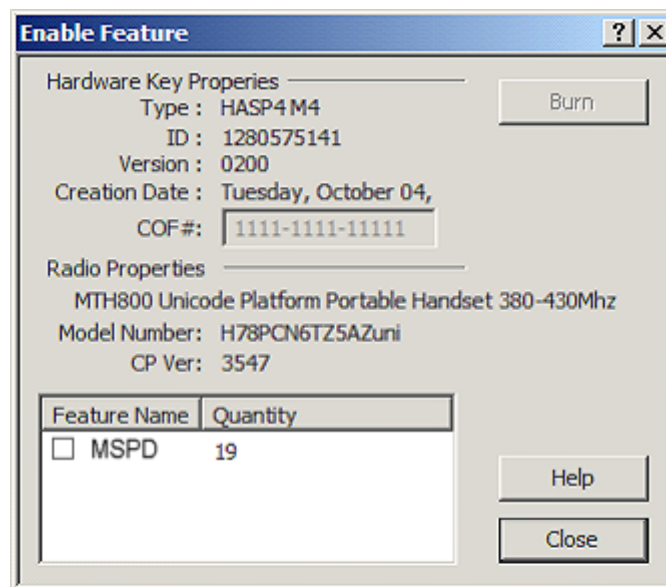 Enable Feature
Hardware Key Properies
Burn
Type : HASP4 M4
ID : 1280575141
Version : 0200
Creation Date : Tuesday, October 04,
COF#: 1111-1111-11111
Radio Properties
MTH800 Unicode Platform Portable Handset 380-430Mhz
Model Number: H78PCN6TZ5AZuni
CP Ver: 3547
Feature Name Quantity
MSPD 19
Help
Close